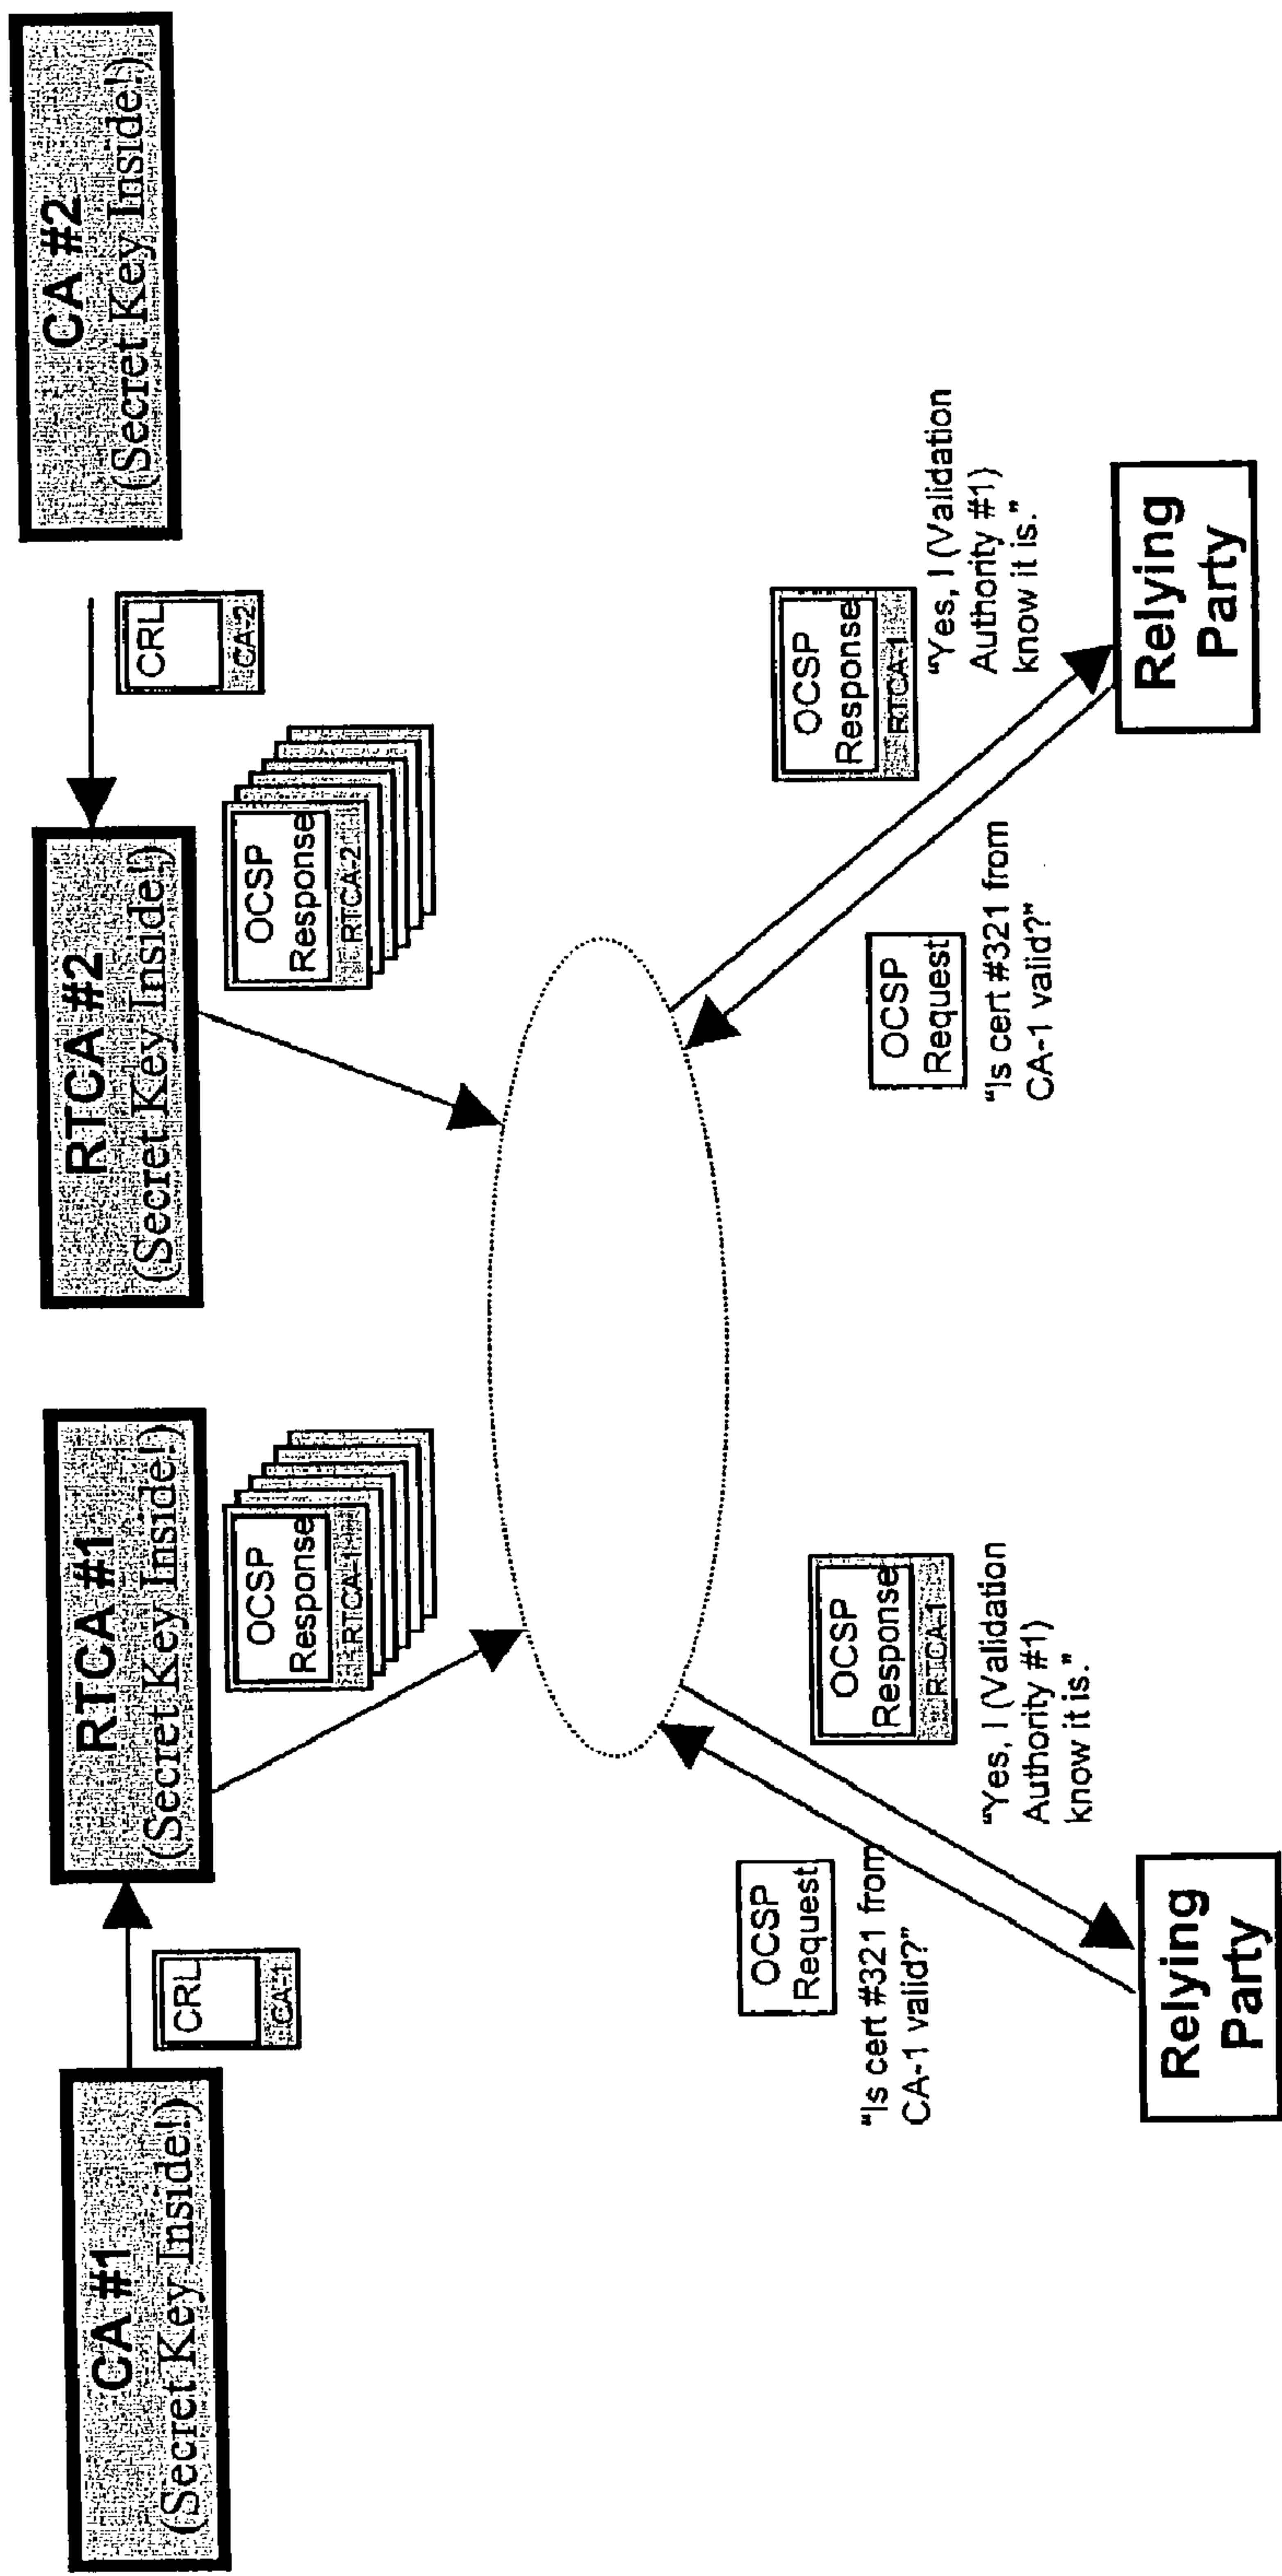 CA #1
(Secret Key Inside!)
CRL
CA-1
RTCA #1
(Secret Key Inside!)
OCSP
Response
RTCA-1
RTCA #2
(Secret Key Inside!)
OCSP
Response
RTCA-2
CRL
CA-2
CA #2
(Secret Key Inside!)
OCSP
Request
"Is cert #321 from
CA-1 valid?"
OCSP
Response
RTCA-1
"Yes, I (Validation
Authority #1)
know it is."
Relying
Party
OCSP
Request
"Is cert #321 from
CA-1 valid?"
OCSP
Response
RTCA-1
"Yes, I (Validation
Authority #1)
know it is."
Relying
Party